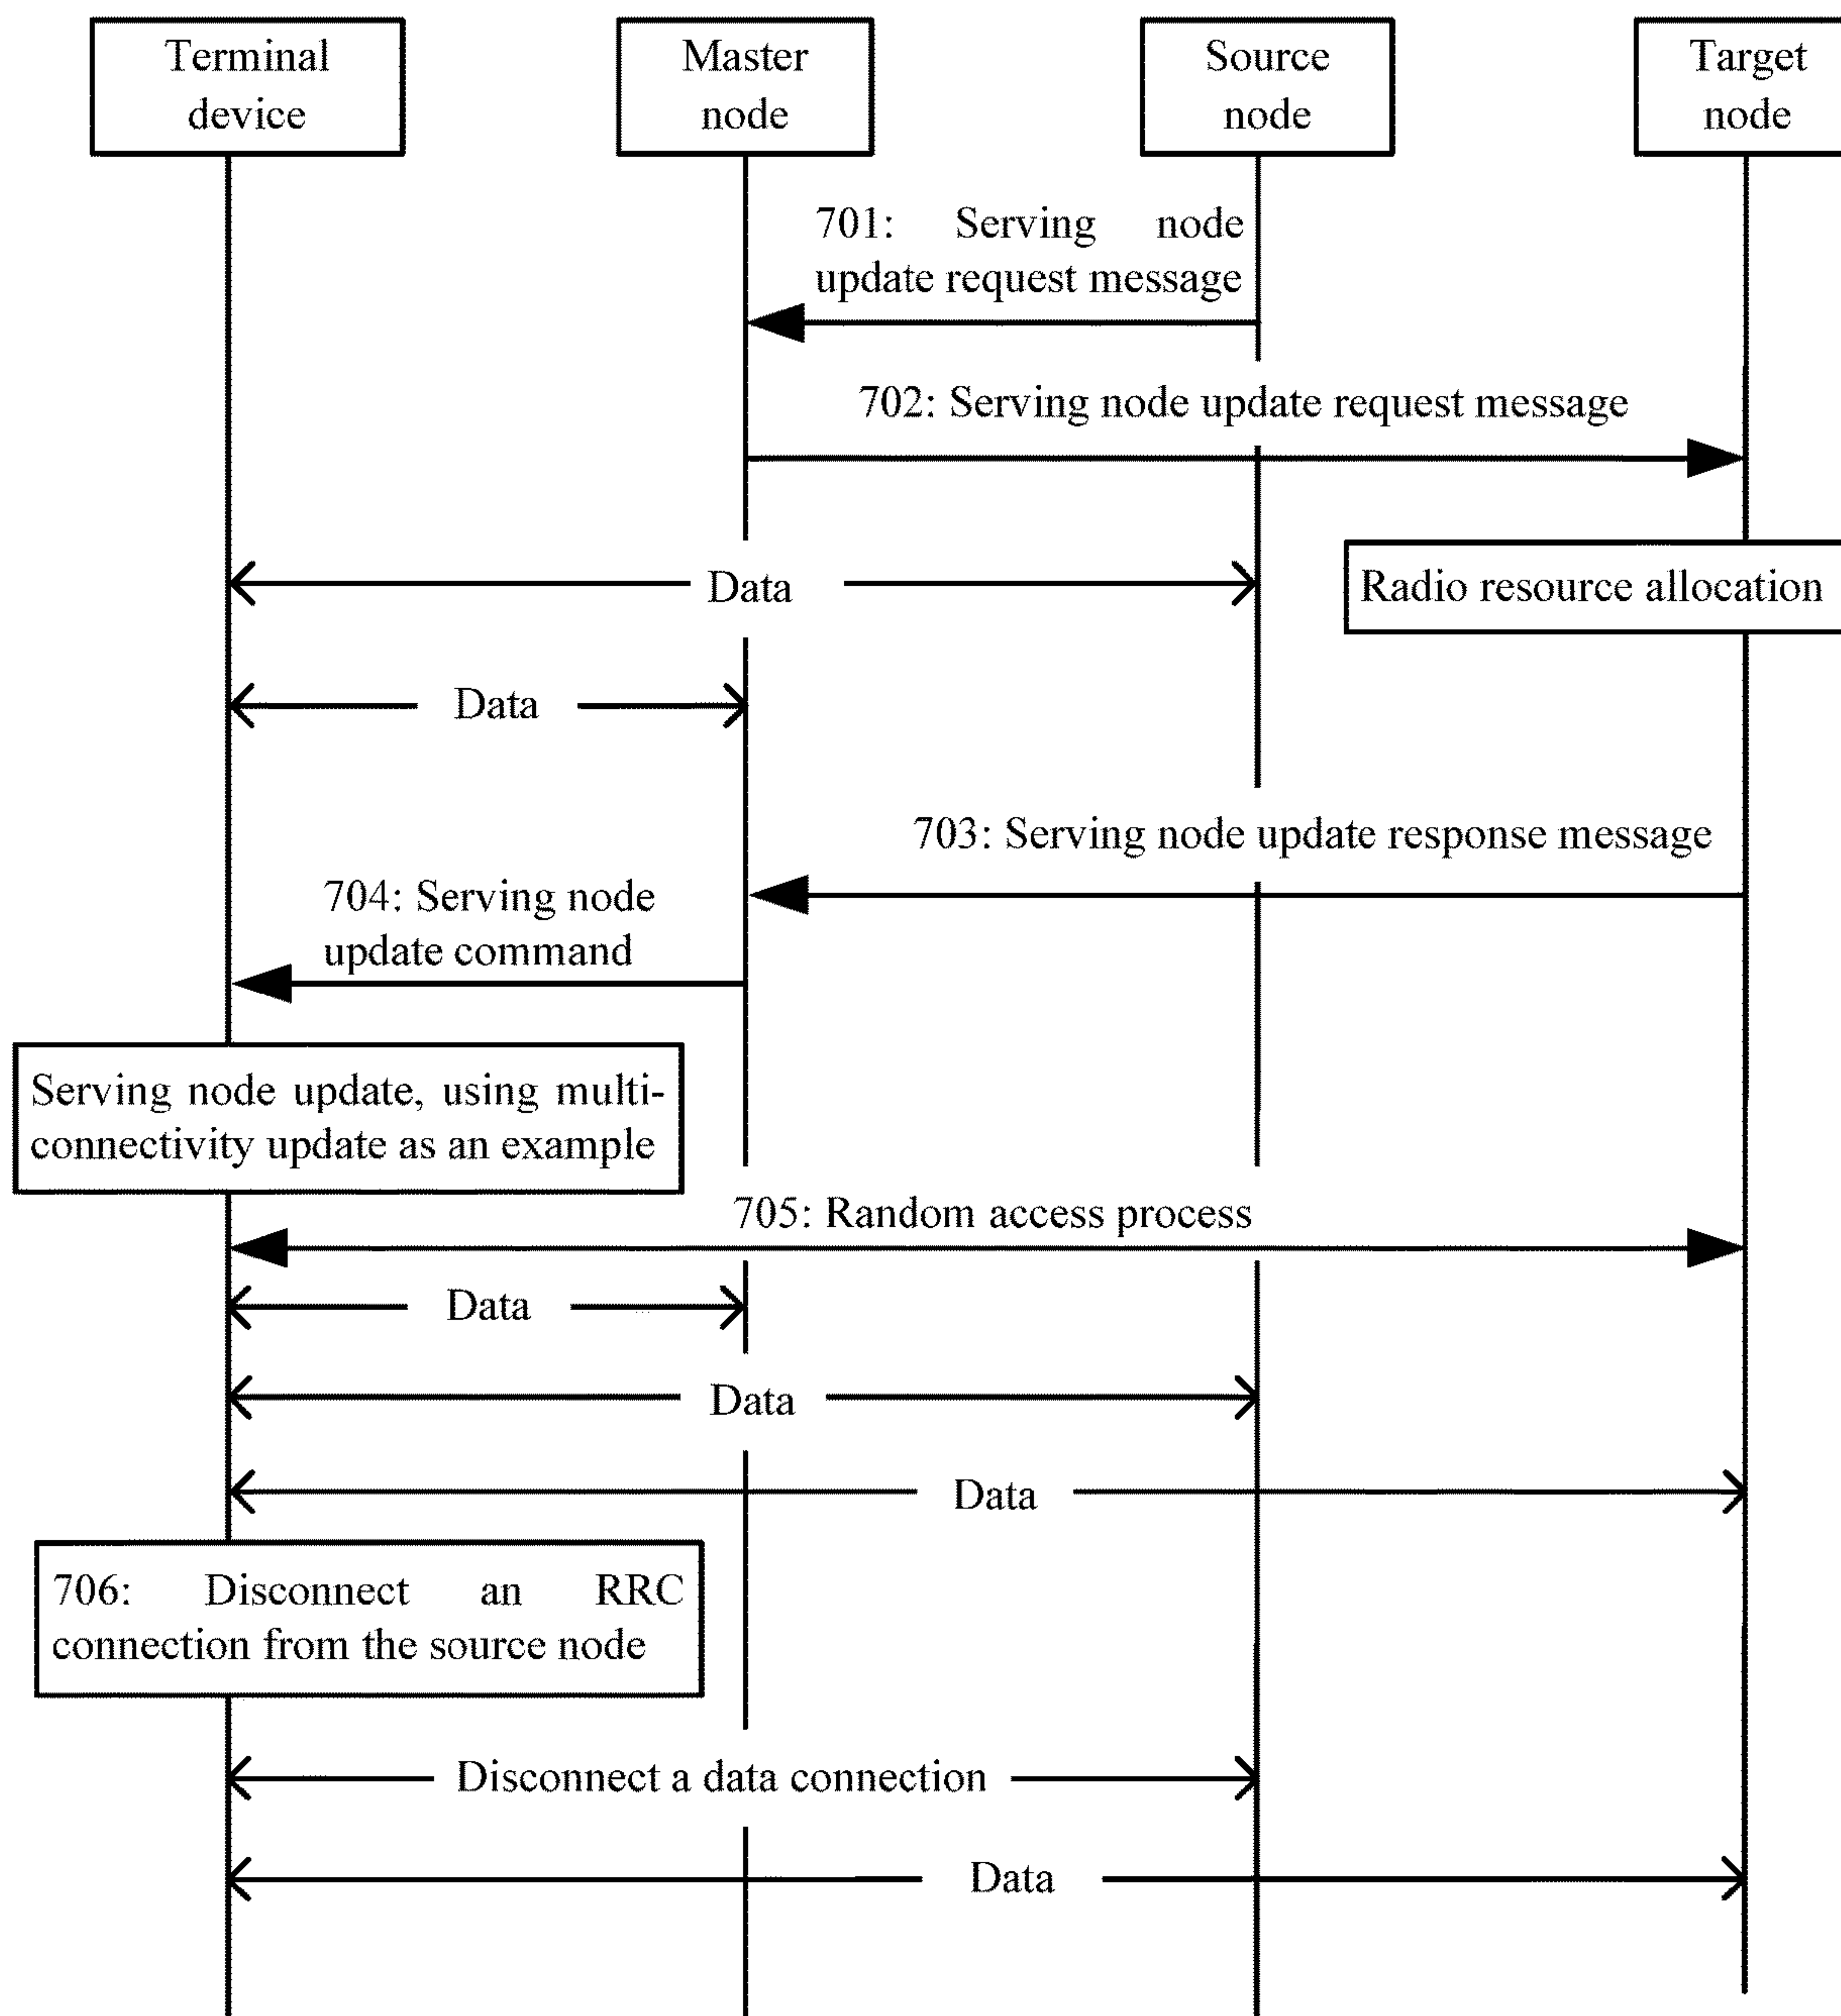 Terminal
device
Master
node
Source
node
Target
node
701: Serving node
update request message
702: Serving node update request message
Data
Radio resource allocation
Data
703: Serving node update response message
704: Serving node
update command
Serving node update, using multi-
connectivity update as an example
705: Random access process
Data
Data
Data
706: Disconnect an RRC
connection from the source node
Disconnect a data connection
Data